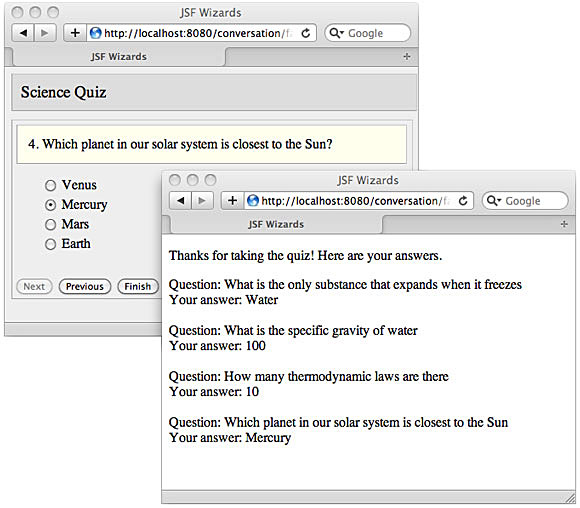 JSF Wizards
http://localhost:8080/conversation/f
Google
JSF Wizards
Science Quiz
4. Which planet in our solar system is closest to the Sun?
Venus
Mercury
Mars
Earth
Next Previous Finish
JSF Wizards
http://localhost:8080/conversation/f
Google
JSF Wizards
Thanks for taking the quiz! Here are your answers.
Question: What is the only substance that expands when it freezes
Your answer: Water
Question: What is the specific gravity of water
Your answer: 100
Question: How many thermodynamic laws are there
Your answer: 10
Question: Which planet in our solar system is closest to the Sun
Your answer: Mercury